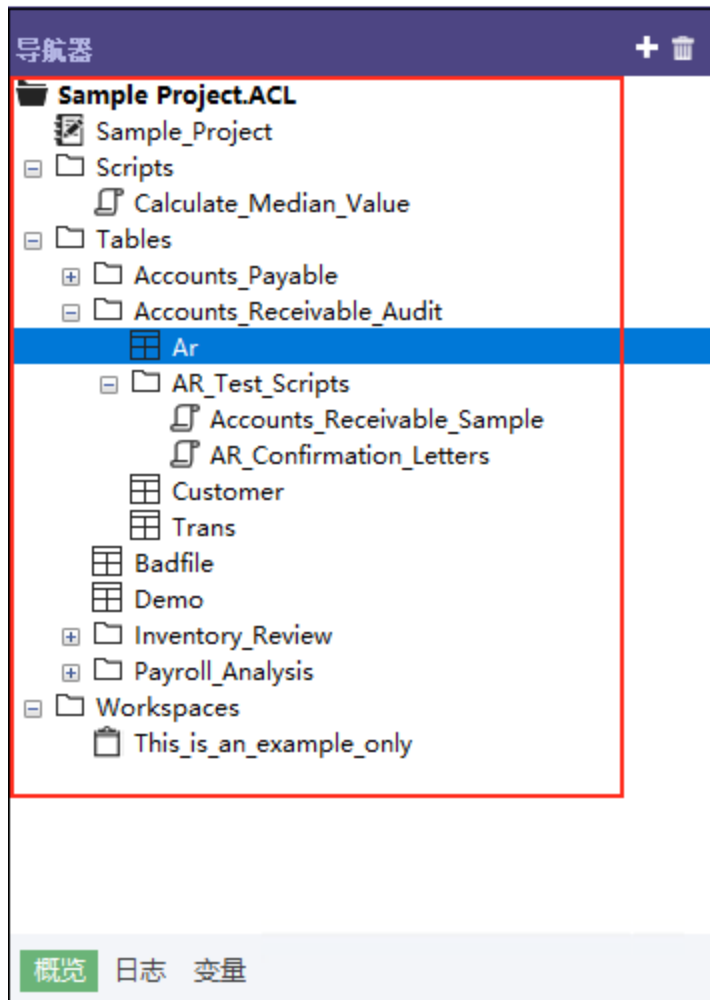 导航器
Sample Project.ACL
Sample_Project
Scripts
Calculate_Median_Value
Tables
Accounts_Payable
Accounts_Receivable_Audit
Ar
AR_Test_Scripts
Accounts_Receivable_Sample
AR_Confirmation_Letters
Customer
Trans
Badfile
Demo
Inventory_Review
Payroll_Analysis
Workspaces
This_is_an_example_only
概览 日志 变量